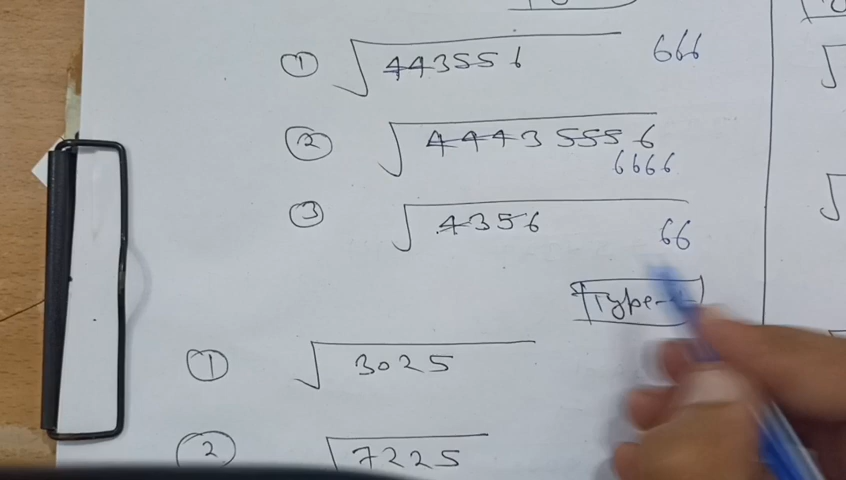 ① √443556 666
② √44435556 6666
③ √4356 66
Type-
① √3025
② √7225